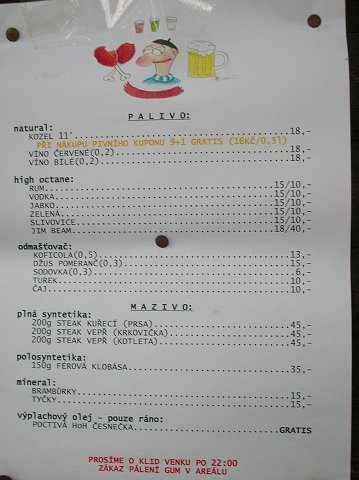 PALIVO:
natural:
KOZEL 11°........18,-
PŘI NÁKUPU PIVNÍHO KUPONU 9+1 GRATIS (16Kč/0,5l)
VÍNO ČERVENÉ(0,2)........18,-
VÍNO BÍLÉ(0,2)........18,-
high octane:
RUM........15/10,-
VODKA........15/10,-
JABKO........15/10,-
ZELENÁ........15/10,-
SLIVOVICE........15/10,-
JIM BEAM........18/40,-
odmašťovač:
KOFICOLA(0,5)........13,-
DŽUS POMERANČ(0,3)........15,-
SODOVKA(0,3)........6,-
TUREK........10,-
ČAJ........10,-
MAZIVO:
plná syntetika:
200g STEAK KUŘECÍ (PRSA)........45,-
200g STEAK VEPŘ (KRKOVIČKA)........45,-
200g STEAK VEPŘ (KOTLETA)........45,-
polosyntetika:
150g FÉROVÁ KLOBÁSA........35,-
mineral:
BRAMBŮRKY........15,-
TYČKY........15,-
výplachový olej - pouze ráno:
POCTIVÁ HoH ČESNEČKA........GRATIS
PROSÍME O KLID VENKU PO 22:00
ZÁKAZ PÁLENÍ GUM V AREÁLU